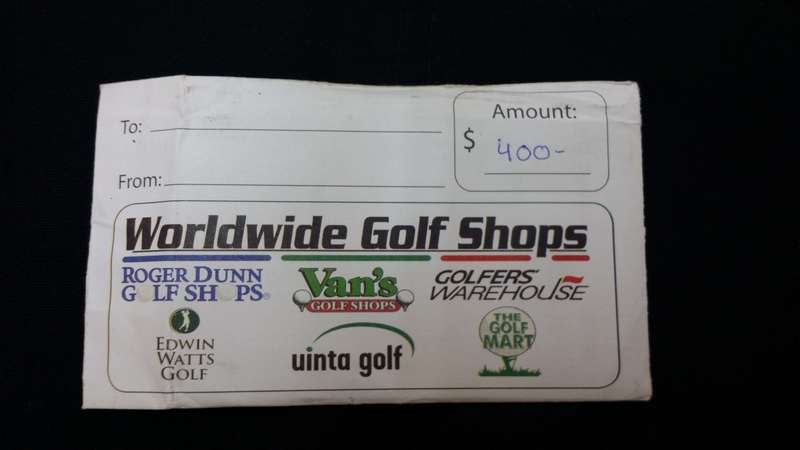 To:
Amount:
$ 400-
From:
Worldwide Golf Shops
ROGER DUNN
GOLF SHOPS
Van's
GOLF SHOPS
GOLFERS'
WAREHOUSE
EDWIN
WATTS
GOLF
uinta golf
THE
GOLF
MART